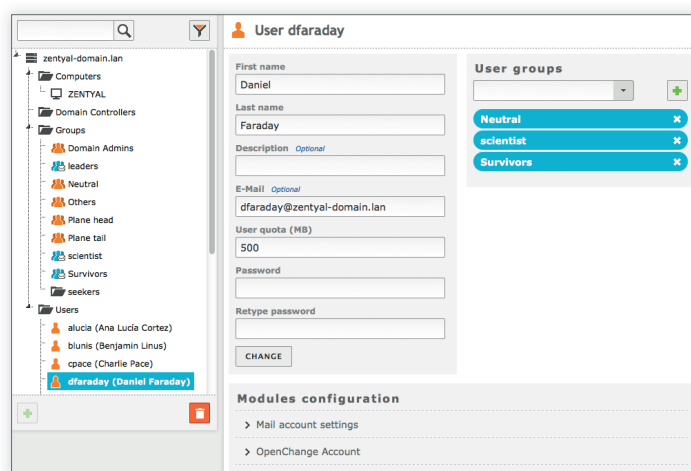 zentyal-domain.lan
Computers
ZENTYAL
Domain Controllers
Groups
Domain Admins
leaders
Neutral
Others
Plane head
Plane tail
scientist
Survivors
seekers
Users
alucia (Ana Lucía Cortez)
blunis (Benjamin Linus)
cpace (Charlie Pace)
dfaraday (Daniel Faraday)
User dfaraday
First name
Daniel
Last name
Faraday
Description Optional
E-Mail Optional
dfaraday@zentyal-domain.lan
User quota (MB)
500
Password
Retype password
CHANGE
User groups
Neutral
scientist
Survivors
Modules configuration
Mail account settings
OpenChange Account